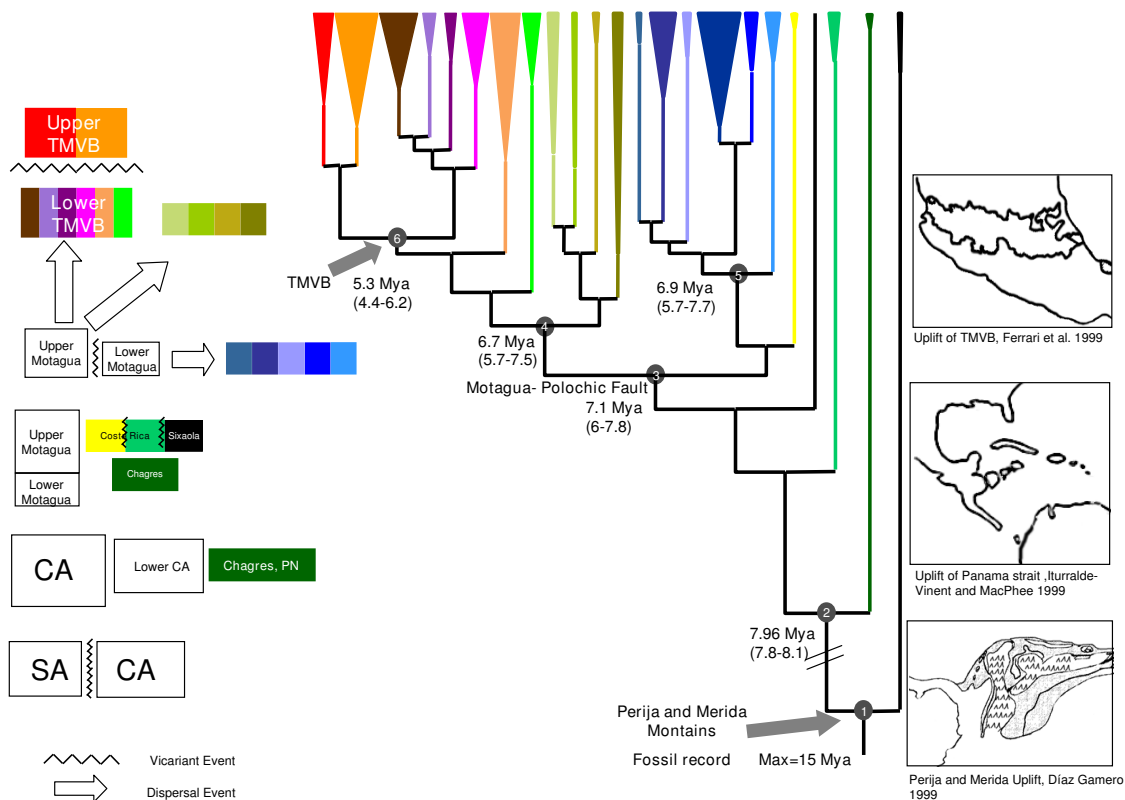 Upper
TMVB
Lower
TMVB
Upper
Motagua
Lower
Motagua
Upper
Motagua
Lower
Motagua
Costa Rica
Sixaola
Chagres
CA
Lower CA
Chagres, PN
SA
CA
Vicariant Event
Dispersal Event
6
TMVB
5.3 Mya
(4.4-6.2)
5
6.9 Mya
(5.7-7.7)
4
6.7 Mya
(5.7-7.5)
3
Motagua- Polochic Fault
7.1 Mya
(6-7.8)
2
7.96 Mya
(7.8-8.1)
1
Perija and Merida
Montains
Fossil record
Max=15 Mya
Uplift of TMVB, Ferrari et al. 1999
Uplift of Panama strait ,Iturralde-
Vinent and MacPhee 1999
Perija and Merida Uplift, Díaz Gamero
1999